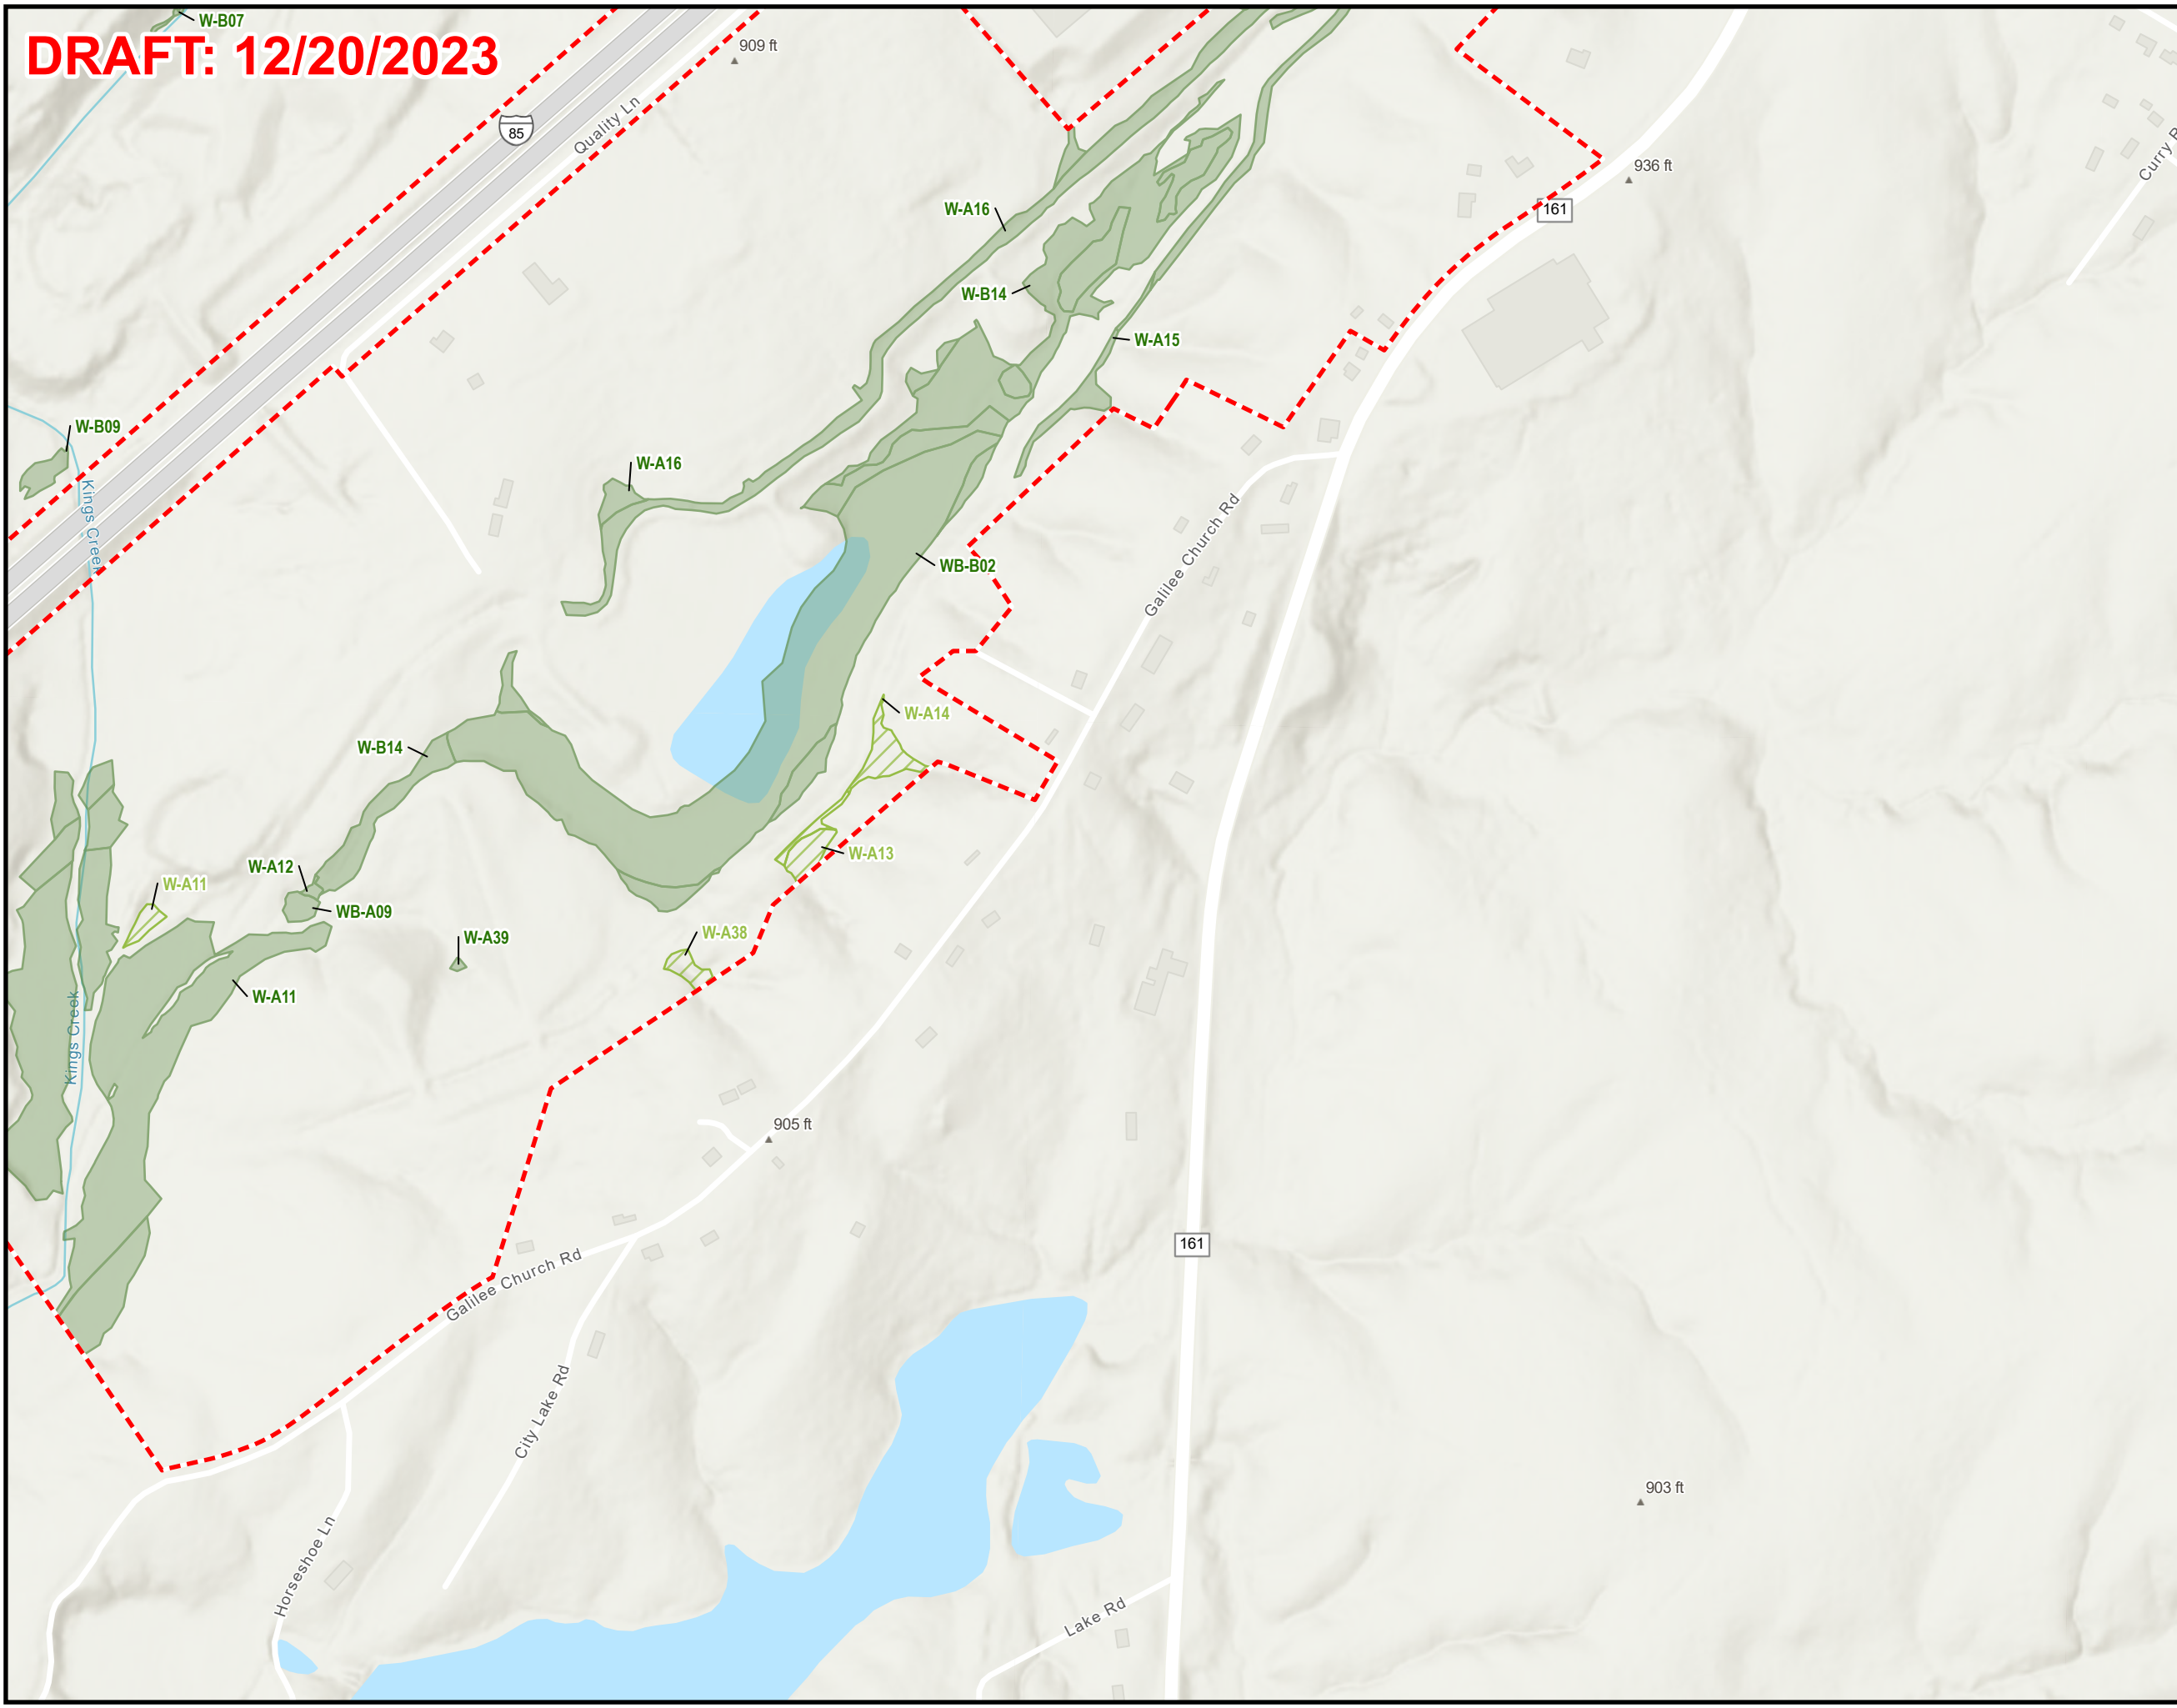 W-B07
DRAFT: 12/20/2023
909 ft
85
Quality Ln
936 ft
161
W-A16
W-B14
W-A15
W-B09
W-A16
Kings Creek
Galilee Church Rd
WB-B02
W-A14
W-B14
W-A13
W-A12
W-A11
WB-A09
W-A38
W-A39
W-A11
Kings Creek
905 ft
161
Galilee Church Rd
City Lake Rd
903 ft
Horseshoe Ln
Lake Rd
Curry